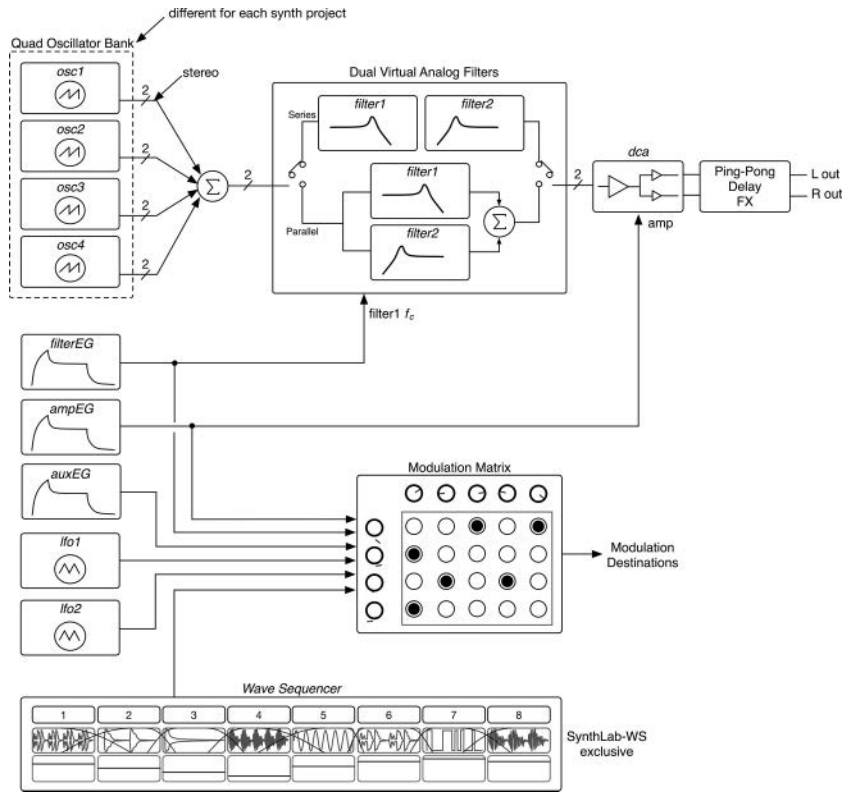 different for each synth project
Quad Oscillator Bank
osc1
2
stereo
osc2
2
osc3
2
osc4
2
Σ
2
Dual Virtual Analog Filters
Series
filter1
filter2
Parallel
filter1
filter2
Σ
2
dca
amp
Ping-Pong
Delay
FX
L out
R out
filter1 fc
filterEG
ampEG
auxEG
lfo1
lfo2
Modulation Matrix
Modulation
Destinations
Wave Sequencer
1 2 3 4 5 6 7 8
SynthLab-WS
exclusive